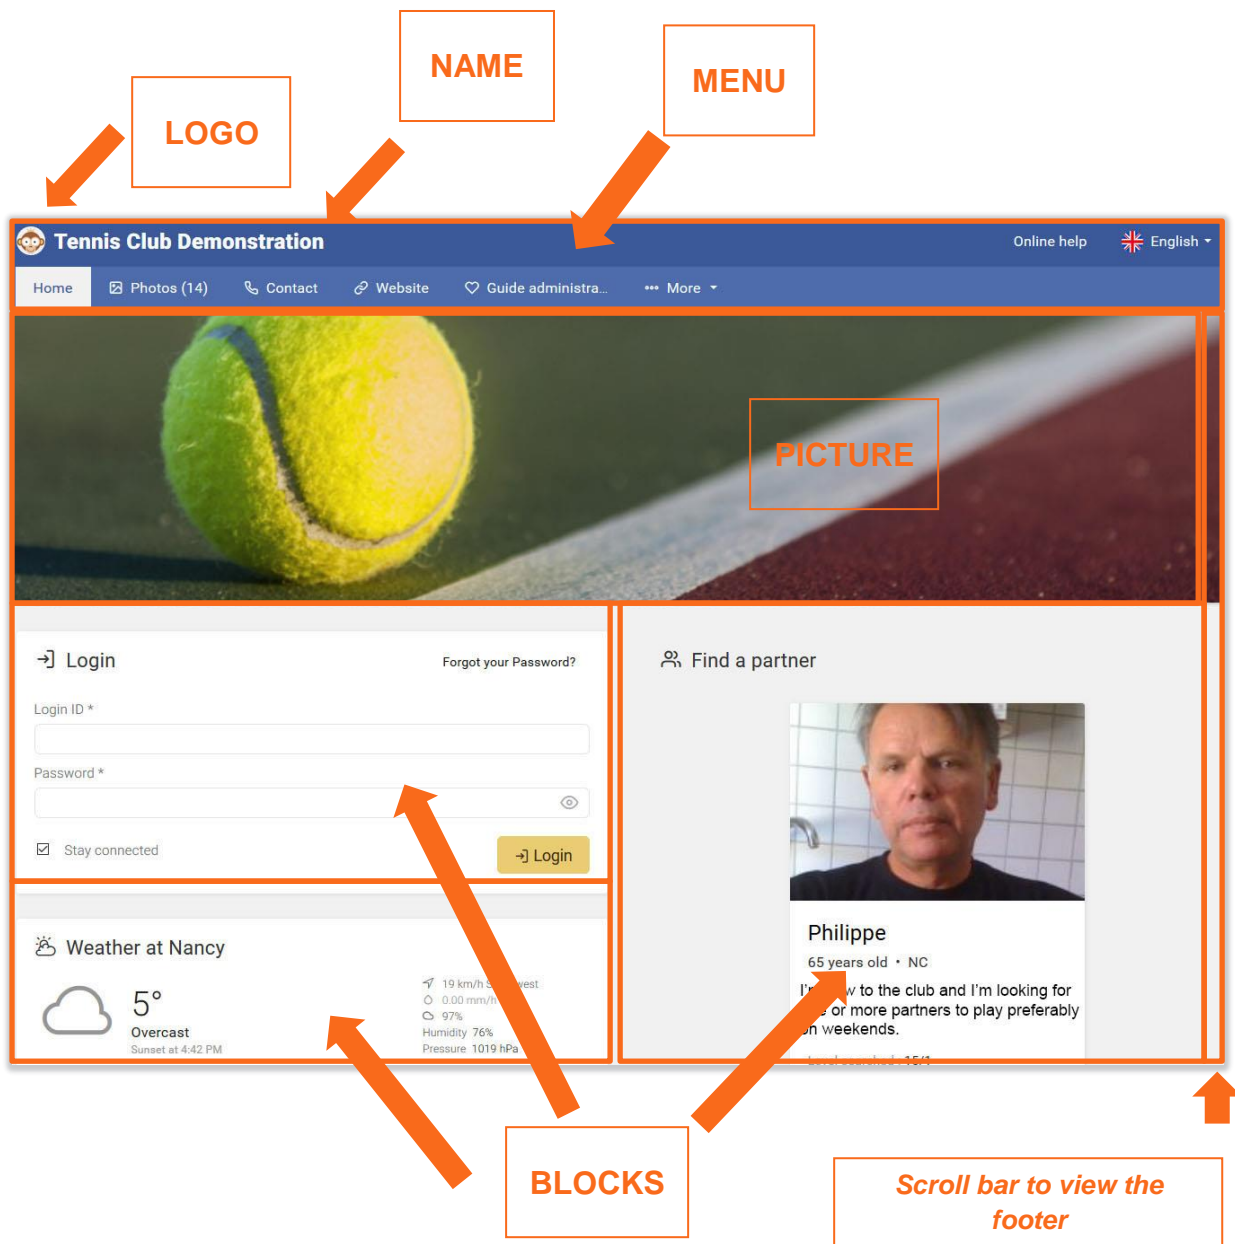 NAME
MENU
LOGO
Tennis Club Demonstration
Online help
English
Home
Photos (14)
Contact
Website
Guide administra...
More
PICTURE
Login
Forgot your Password?
Login ID *
Password *
Stay connected
Login
Weather at Nancy
5°
Overcast
Sunset at 4:42 PM
19 km/h
0.00 mm/h
97%
Humidity 76%
Pressure 1019 hPa
Find a partner
Philippe
65 years old • NC
to the club and I'm looking for
or more partners to play preferably
weekends.
15/1
BLOCKS
Scroll bar to view the
footer